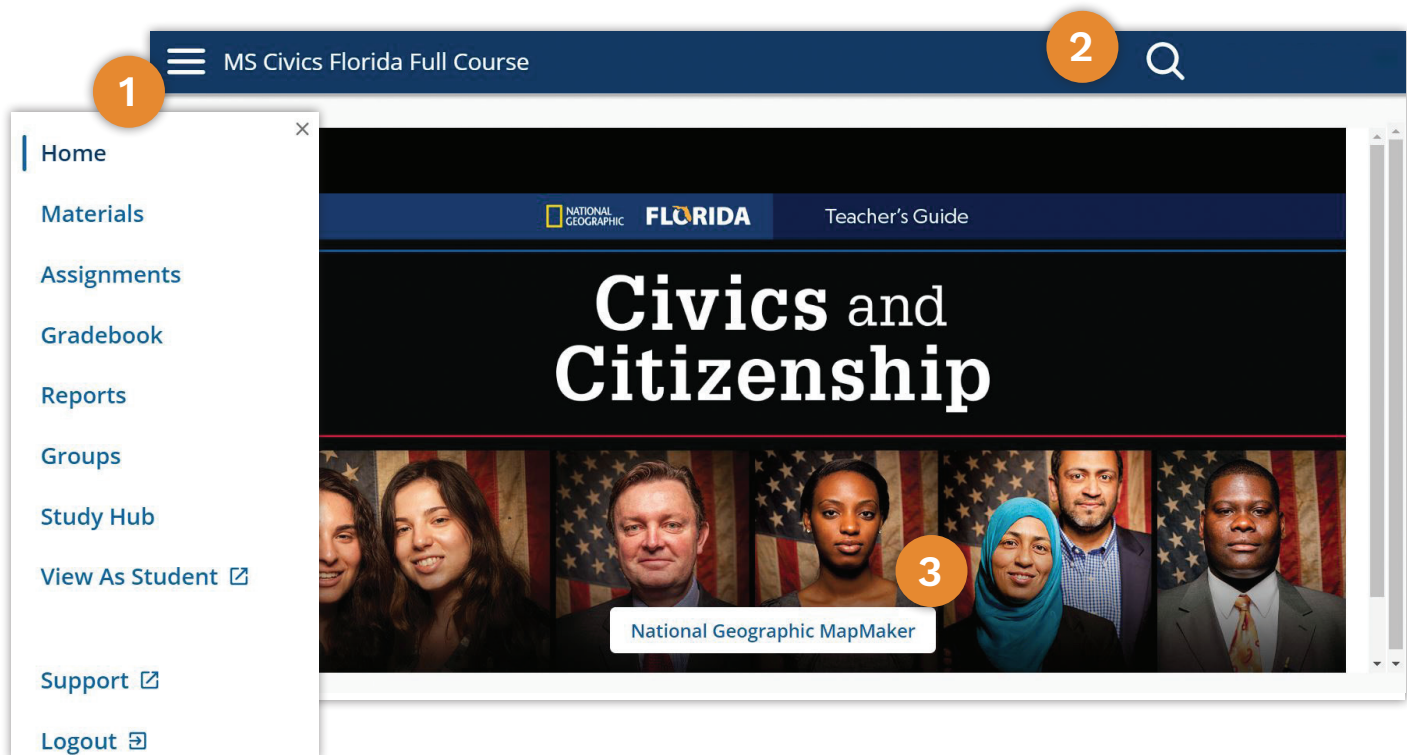 MS Civics Florida Full Course
2
1
×
Home
Materials
Assignments
Gradebook
Reports
Groups
Study Hub
View As Student
Support
Logout
NATIONAL
GEOGRAPHIC
FLORIDA
Teacher's Guide
Civics and
Citizenship
3
National Geographic MapMaker